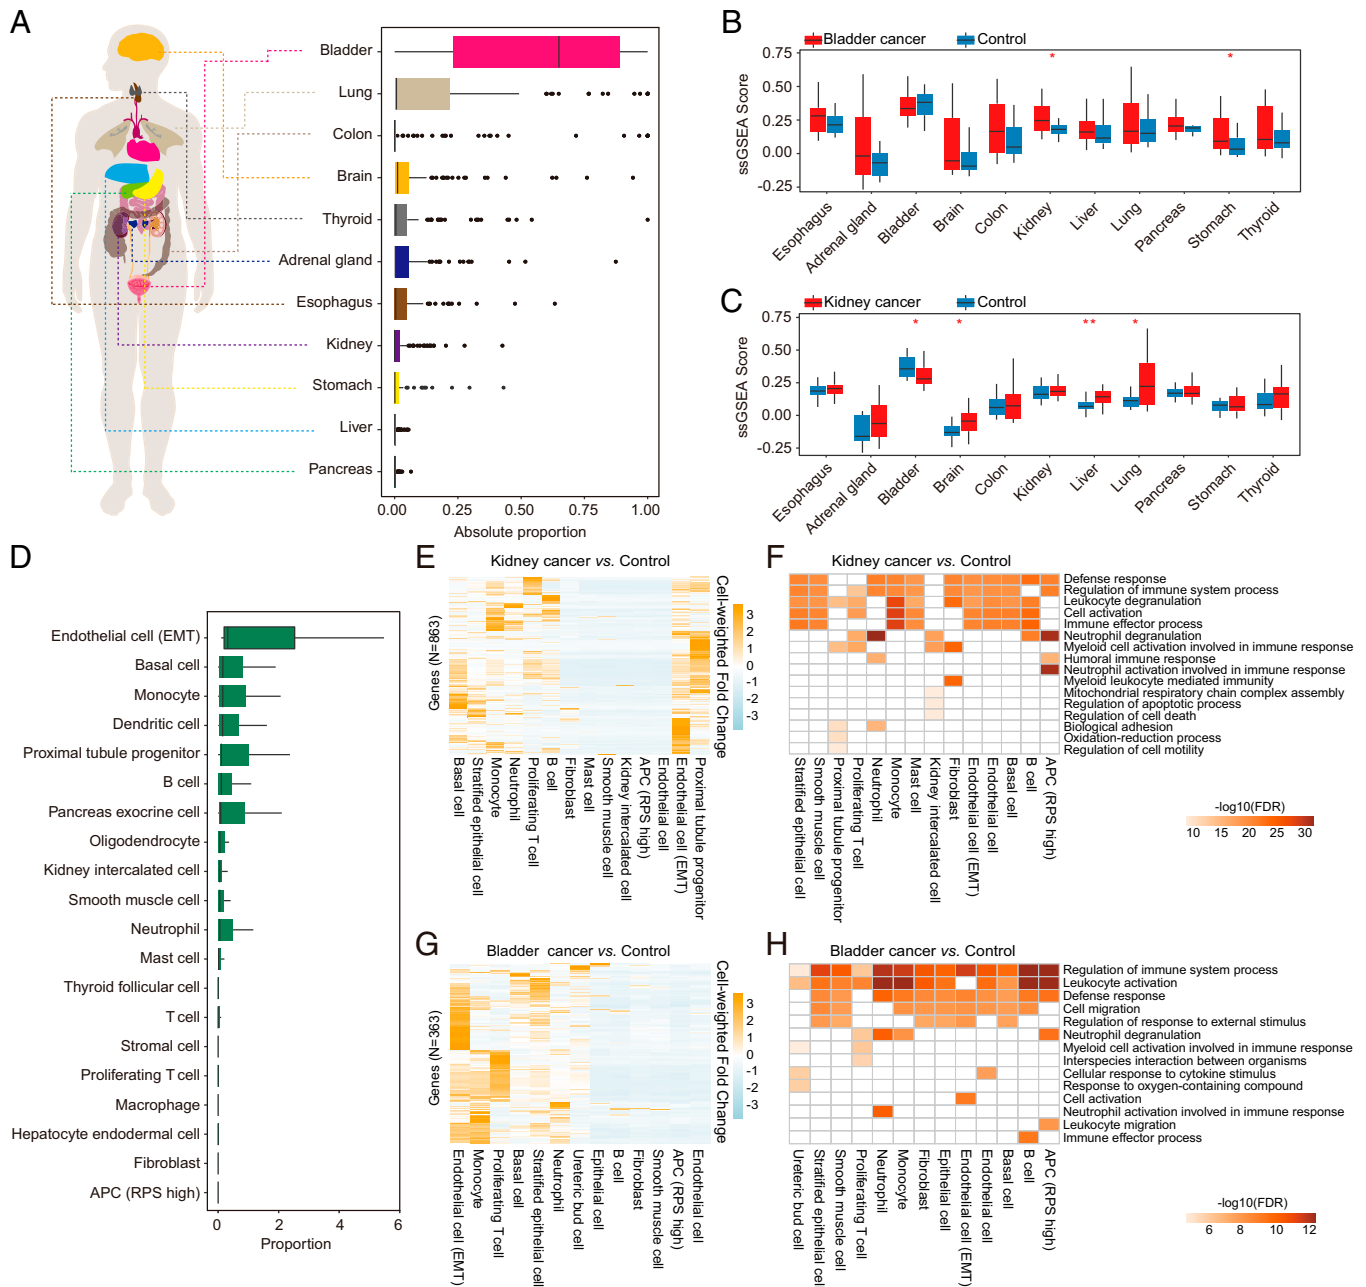 A
Bladder
Lung
Colon
Brain
Thyroid
Adrenal gland
Esophagus
Kidney
Stomach
Liver
Pancreas
0.00 0.25 0.50 0.75 1.00
Absolute proportion
B
Bladder cancer Control
ssGSEA Score
0.75
0.50
0.25
0.00
-0.25
* *
Esophagus
Adrenal gland
Bladder
Brain
Colon
Kidney
Liver
Lung
Pancreas
Stomach
Thyroid
C
Kidney cancer Control
ssGSEA Score
0.75
0.50
0.25
0.00
-0.25
* * ** *
Esophagus
Adrenal gland
Bladder
Brain
Colon
Kidney
Liver
Lung
Pancreas
Stomach
Thyroid
D
Endothelial cell (EMT)
Basal cell
Monocyte
Dendritic cell
Proximal tubule progenitor
B cell
Pancreas exocrine cell
Oligodendrocyte
Kidney intercalated cell
Smooth muscle cell
Neutrophil
Mast cell
Thyroid follicular cell
T cell
Stromal cell
Proliferating T cell
Macrophage
Hepatocyte endodermal cell
Fibroblast
APC (RPS high)
0 2 4 6
Proportion
E
Kidney cancer vs. Control
Genes (N=898)
Cell-weighted Fold Change
3
2
1
0
-1
-2
-3
Basal cell
Stratified epithelial cell
Monocyte
Neutrophil
Proliferating T cell
B cell
Fibroblast
Mast cell
Smooth muscle cell
Kidney intercalated cell
APC (RPS high)
Endothelial cell
Endothelial cell (EMT)
Proximal tubule progenitor
F
Kidney cancer vs. Control
Defense response
Regulation of immune system process
Leukocyte degranulation
Cell activation
Immune effector process
Neutrophil degranulation
Myeloid cell activation involved in immune response
Humoral immune response
Neutrophil activation involved in immune response
Myeloid leukocyte mediated immunity
Mitochondrial respiratory chain complex assembly
Regulation of apoptotic process
Regulation of cell death
Biological adhesion
Oxidation-reduction process
Regulation of cell motility
Stratified epithelial cell
Smooth muscle cell
Proximal tubule progenitor
Proliferating T cell
Neutrophil
Monocyte
Mast cell
Kidney intercalated cell
Fibroblast
Endothelial cell (EMT)
Endothelial cell
Basal cell
B cell
APC (RPS high)
-log10(FDR)
10 15 20 25 30
G
Bladder cancer vs. Control
Genes (N=363)
Cell-weighted Fold Change
3
2
1
0
-1
-2
-3
Endothelial cell (EMT)
Monocyte
Proliferating T cell
Basal cell
Stratified epithelial cell
Neutrophil
Ureteric bud cell
Epithelial cell
B cell
Fibroblast
Smooth muscle cell
APC (RPS high)
Endothelial cell
H
Bladder cancer vs. Control
Regulation of immune system process
Leukocyte activation
Defense response
Cell migration
Regulation of response to external stimulus
Neutrophil degranulation
Myeloid cell activation involved in immune response
Interspecies interaction between organisms
Cellular response to cytokine stimulus
Response to oxygen-containing compound
Cell activation
Neutrophil activation involved in immune response
Leukocyte migration
Immune effector process
Ureteric bud cell
Stratified epithelial cell
Smooth muscle cell
Proliferating T cell
Neutrophil
Monocyte
Fibroblast
Epithelial cell
Endothelial cell (EMT)
Endothelial cell
Basal cell
B cell
APC (RPS high)
-log10(FDR)
6 8 10 12